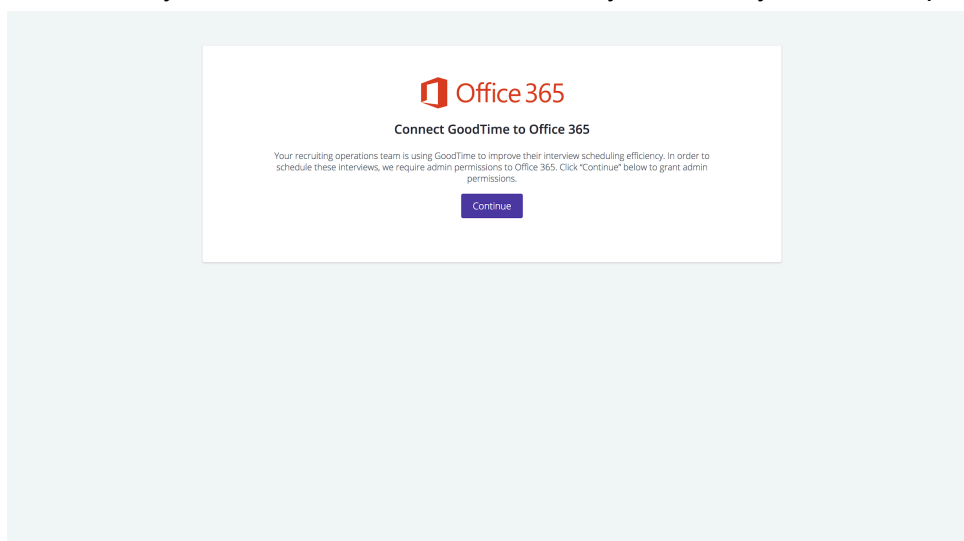 Office 365
Connect GoodTime to Office 365
Your recruiting operations team is using GoodTime to improve their interview scheduling efficiency. In order to
schedule these interviews, we require admin permissions to Office 365. Click "Continue" below to grant admin
permissions.
Continue